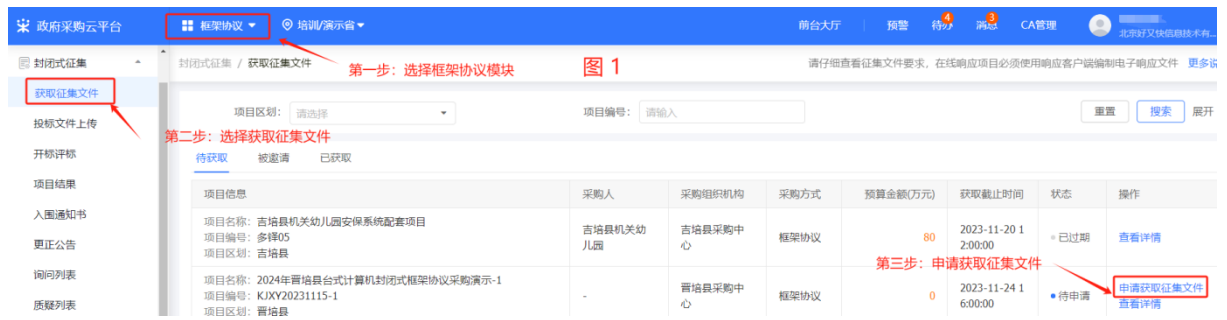 政府采购云平台 框架协议 培训/演示省 前台大厅 预警 待办 4 消息 3 CA管理
北京好又快信息技术有...
封闭式征集 封闭式征集 / 获取征集文件 第一步：选择框架协议模块 图 1 请仔细查看征集文件要求，在线响应项目必须使用响应客户端编制电子响应文件 更多说
获取征集文件
项目区划： 请选择 项目编号： 请输入 重置 搜索 展开
投标文件上传
第二步：选择获取征集文件
开标评标 待获取 被邀请 已获取
项目结果 项目信息 采购人 采购组织机构 采购方式 预算金额(万元) 获取截止时间 状态 操作
入围通知书
更正公告
询问列表
质疑列表
项目名称：吉培县机关幼儿园安保系统配套项目
项目编号：多铎05
项目区划：吉培县
吉培县机关幼
儿园
吉培县采购中
心
框架协议 80
2023-11-20 1
2:00:00
已过期 查看详情
第三步：申请获取征集文件
项目名称：2024年晋培县台式计算机封闭式框架协议采购演示-1
项目编号：KJXY20231115-1
项目区划：晋培县
-
晋培县采购中
心
框架协议 0
2023-11-24 1
6:00:00
待申请 申请获取征集文件
查看详情